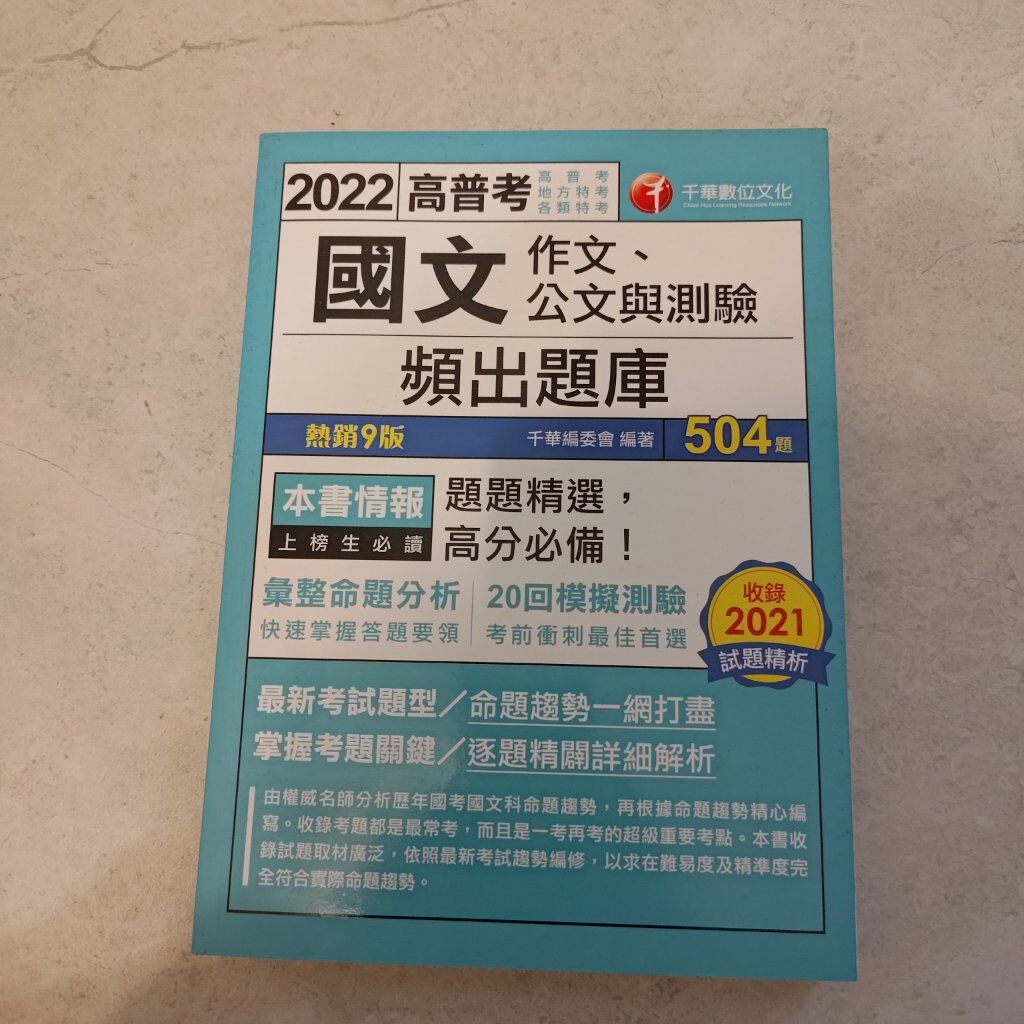 2022
高普考
高普考
地方特考
各類特考
千華數位文化
Chien Hua Learning Resources Network
國文
作文、
公文與測驗
頻出題庫
熱銷9版
千華編委會 編著
504題
本書情報
上榜生必讀
題題精選，
高分必備！
彙整命題分析
快速掌握答題要領
20回模擬測驗
考前衝刺最佳首選
收錄
2021
試題精析
最新考試題型／命題趨勢一網打盡
掌握考題關鍵／逐題精闢詳細解析
由權威名師分析歷年國考國文科命題趨勢，再根據命題趨勢精心編
寫。收錄考題都是最常考，而且是一考再考的超級重要考點。本書收
錄試題取材廣泛，依照最新考試趨勢編修，以求在難易度及精準度完
全符合實際命題趨勢。